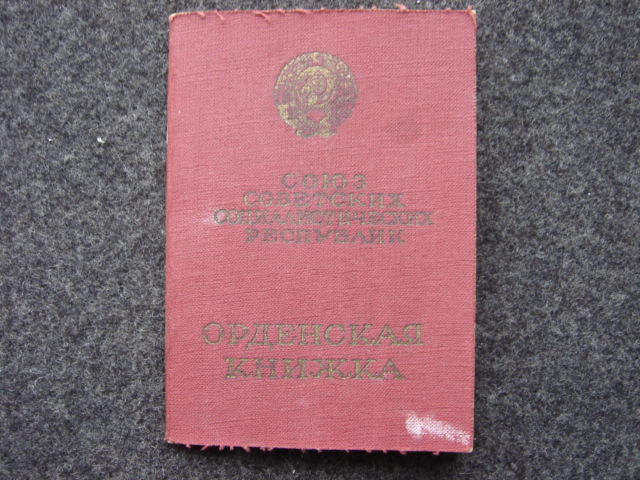 СОЮЗ
СОВЕТСКИХ
СОЦИАЛИСТИЧЕСКИХ
РЕСПУБЛИК
ОРДЕНСКАЯ
КНИЖКА